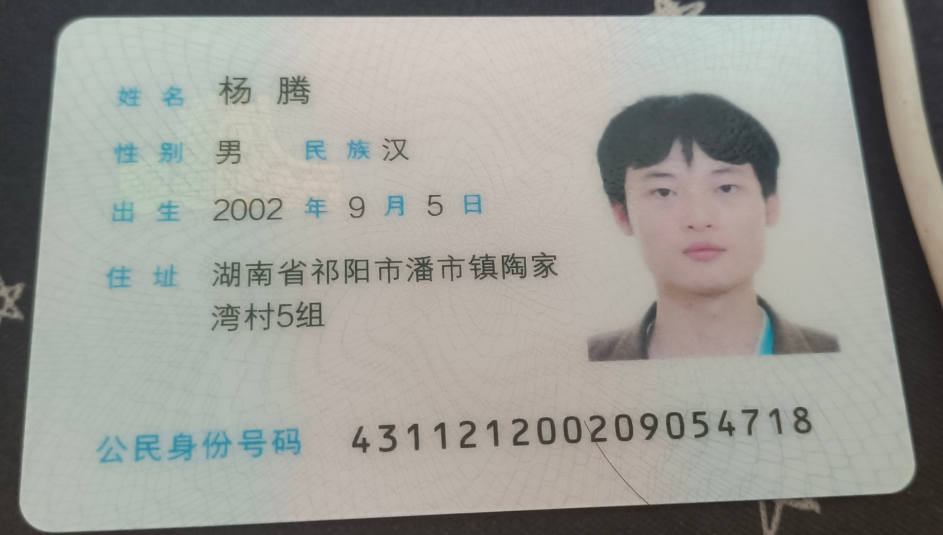 姓名 杨腾
性别 男 民族 汉
出生 2002 年 9 月 5 日
住址 湖南省祁阳市潘市镇陶家
湾村5组
公民身份号码 431121200209054718